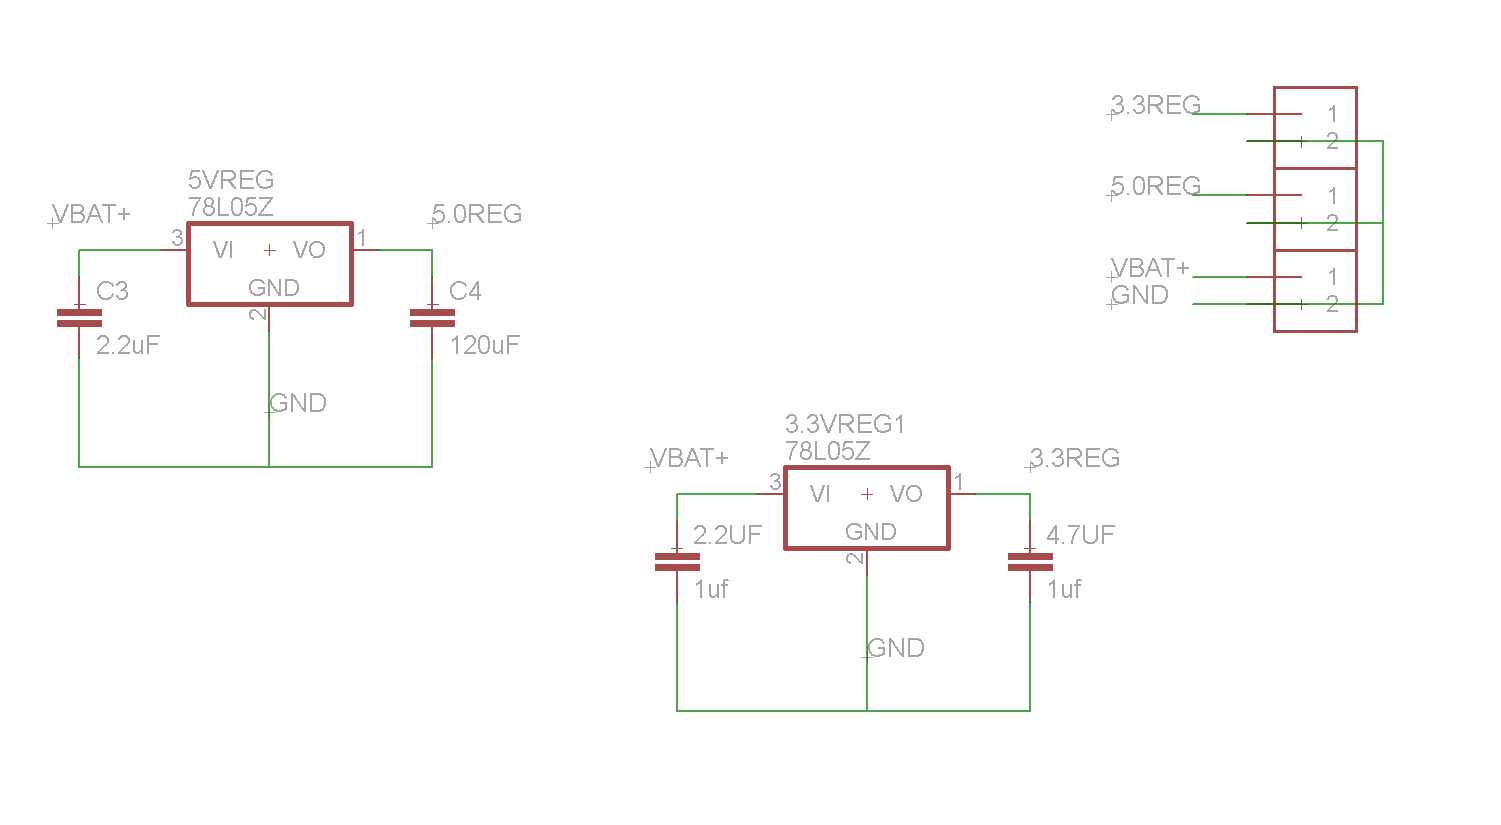 5VREG
78L05Z
VBAT+
5.0REG
3
1
VI
VO
GND
2
C3
2.2uF
C4
120uF
GND
3.3REG
1
2
5.0REG
1
2
VBAT+
1
GND
2
3.3VREG1
78L05Z
VBAT+
3.3REG
3
1
VI
VO
GND
2
2.2UF
1uf
4.7UF
1uf
GND